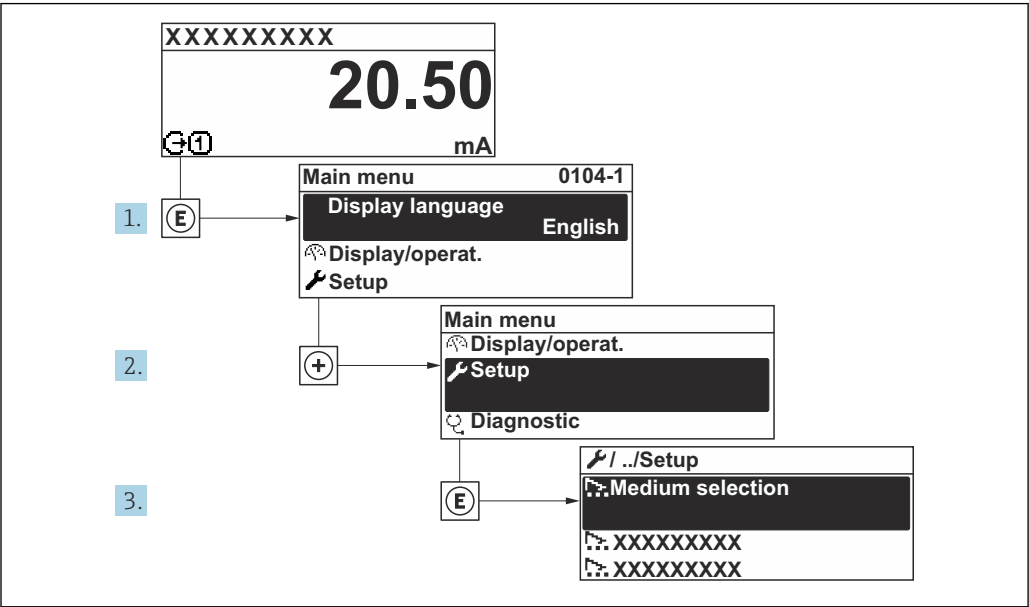 XXXXXXXXX
20.50
1 mA
Main menu 0104-1
1. E Display language
English
Display/operat.
Setup
Main menu
Display/operat.
2. + Setup
Diagnostic
/ ../Setup
3. E Medium selection
XXXXXXXXX
XXXXXXXXX